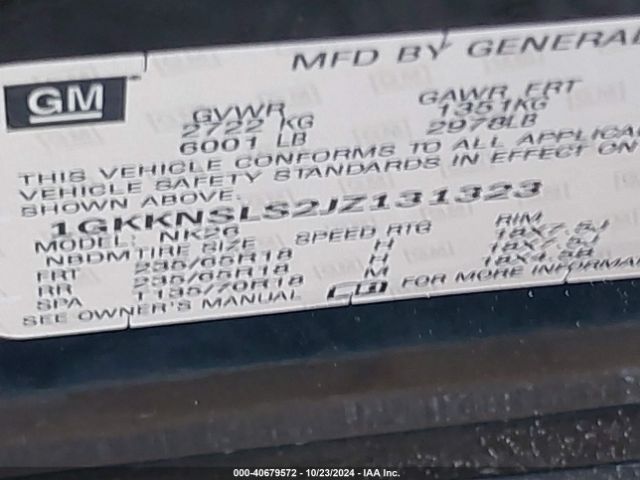 MFD BY GENERA
GM
GVWR
GAWR FRT
2722 KG
1351KG
6001 LB
2978LB
THIS VEHICLE CONFORMS TO ALL APPLICA
VEHICLE SAFETY STANDARDS IN EFFECT ON
SHOWN ABOVE.
1GKKNSLS2JZ131323
MODEL: NK26
NBDM TIRE SIZE SPEED RTG RIM
FRT 235/65R18 H 18X7.5J
RR 235/65R18 H 18X7.5J
SPA T135/70R18 M 18X4.5B
SEE OWNER'S MANUAL FOR MORE INFORMA
000-40679572 - 10/23/2024 - IAA Inc.